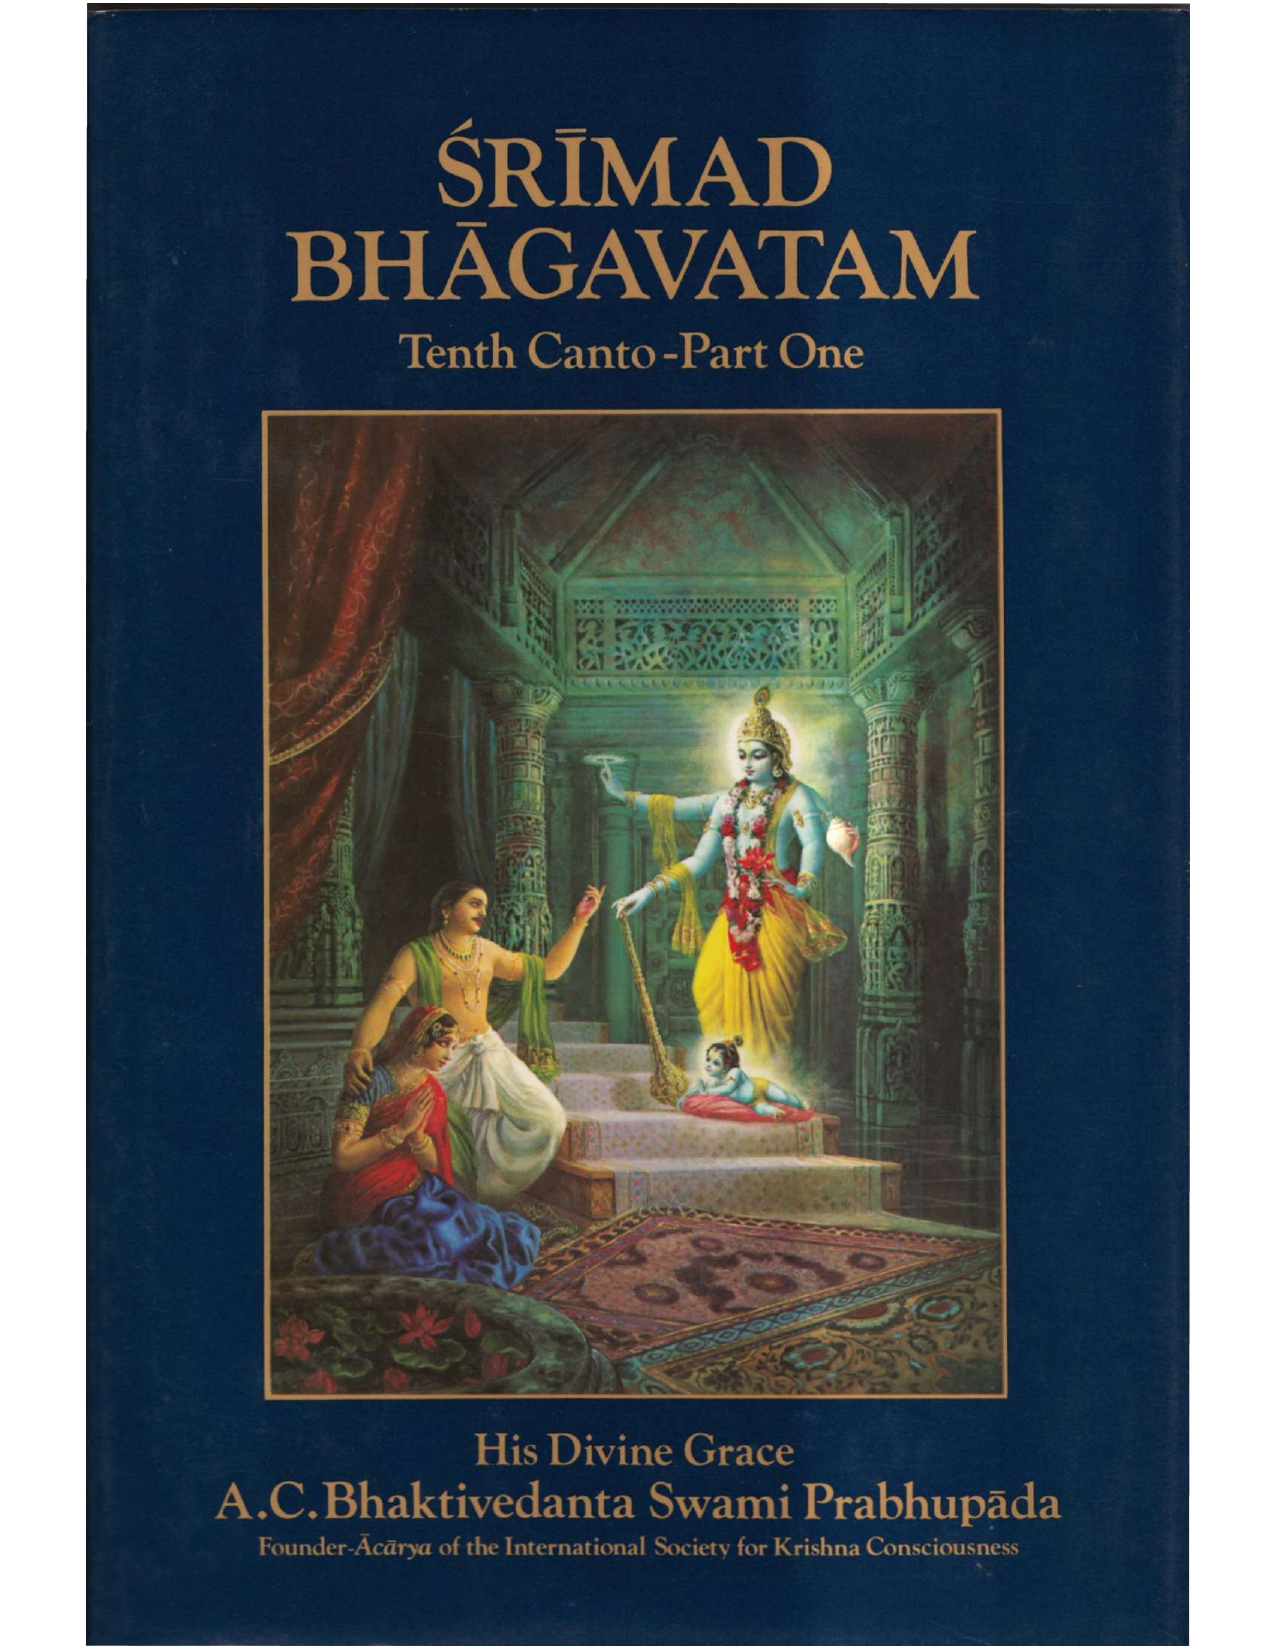 ŚRĪMAD
BHĀGAVATAM
Tenth Canto-Part One
His Divine Grace
A.C. Bhaktivedanta Swami Prabhupāda
Founder-Ācārya of the International Society for Krishna Consciousness